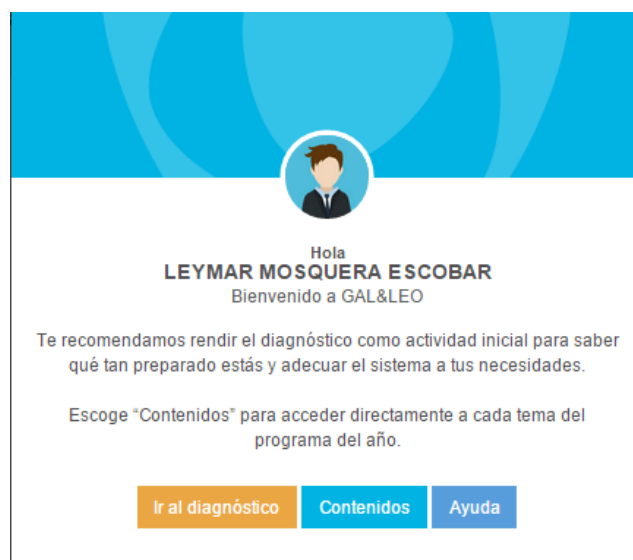 Hola
LEYMAR MOSQUERA ESCOBAR
Bienvenido a GAL&LEO
Te recomendamos rendir el diagnóstico como actividad inicial para saber
qué tan preparado estás y adecuar el sistema a tus necesidades.
Escoge “Contenidos” para acceder directamente a cada tema del
programa del año.
Ir al diagnóstico Contenidos Ayuda